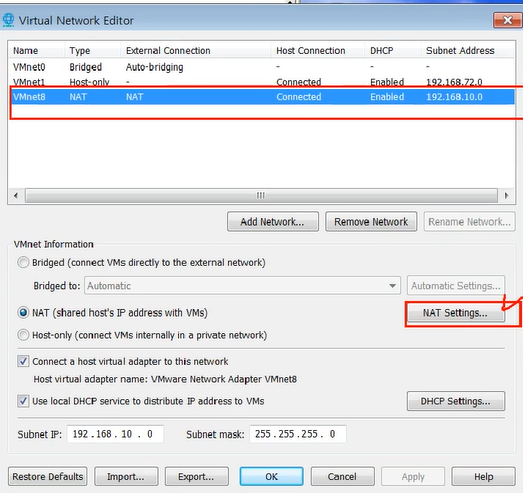 Virtual Network Editor
Name Type External Connection Host Connection DHCP Subnet Address
VMnet0 Bridged Auto-bridging - - -
VMnet1 Host-only - Connected Enabled 192.168.72.0
VMnet8 NAT NAT Connected Enabled 192.168.10.0
Add Network... Remove Network Rename Network...
VMnet Information
Bridged (connect VMs directly to the external network)
Bridged to: Automatic Automatic Settings...
NAT (shared host's IP address with VMs) NAT Settings...
Host-only (connect VMs internally in a private network)
Connect a host virtual adapter to this network
Host virtual adapter name: VMware Network Adapter VMnet8
Use local DHCP service to distribute IP address to VMs DHCP Settings...
Subnet IP: 192 . 168 . 10 . 0 Subnet mask: 255 . 255 . 255 . 0
Restore Defaults Import... Export... OK Cancel Apply Help